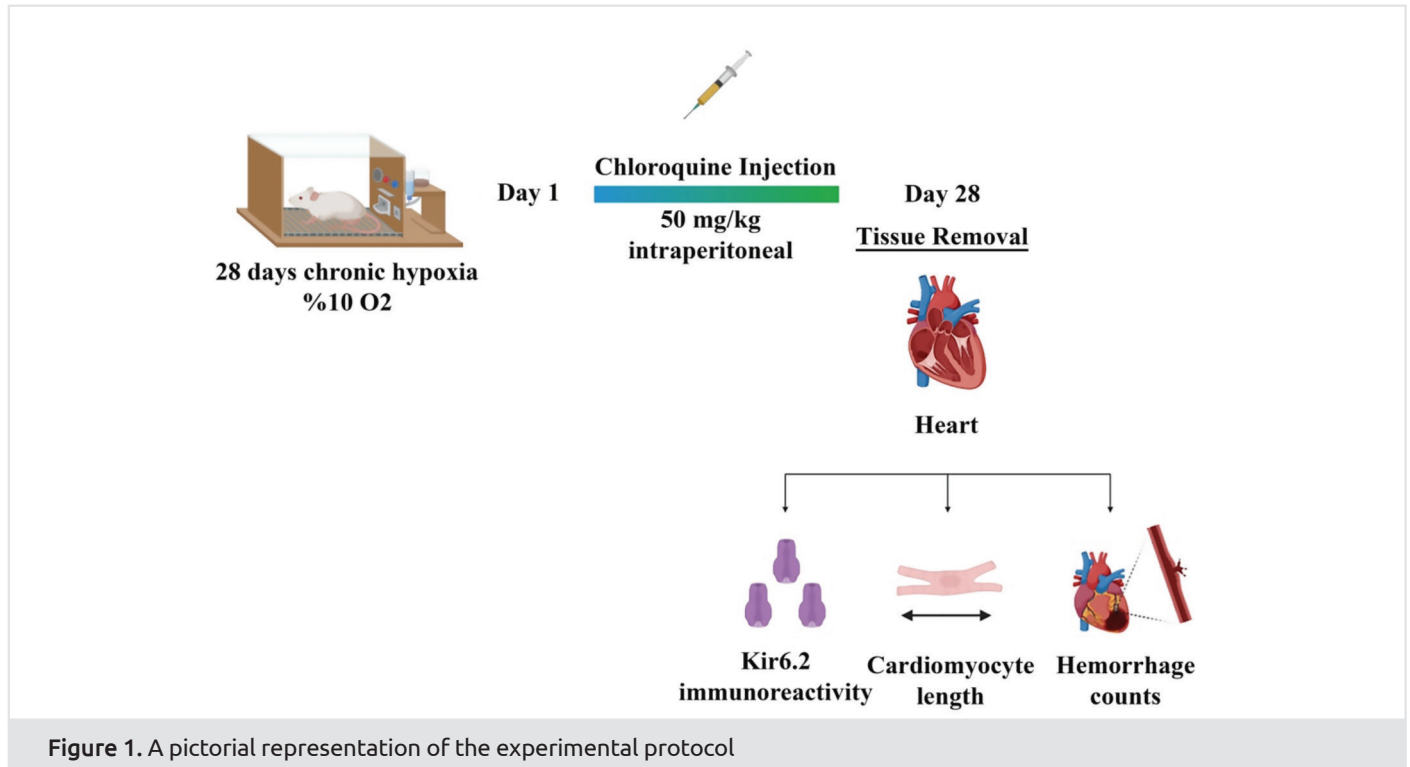 28 days chronic hypoxia
%10 O2
Day 1
Chloroquine Injection
50 mg/kg
intraperitoneal
Day 28
Tissue Removal
Heart
Kir6.2
immunoreactivity
Cardiomyocyte
length
Hemorrhage
counts
Figure 1. A pictorial representation of the experimental protocol